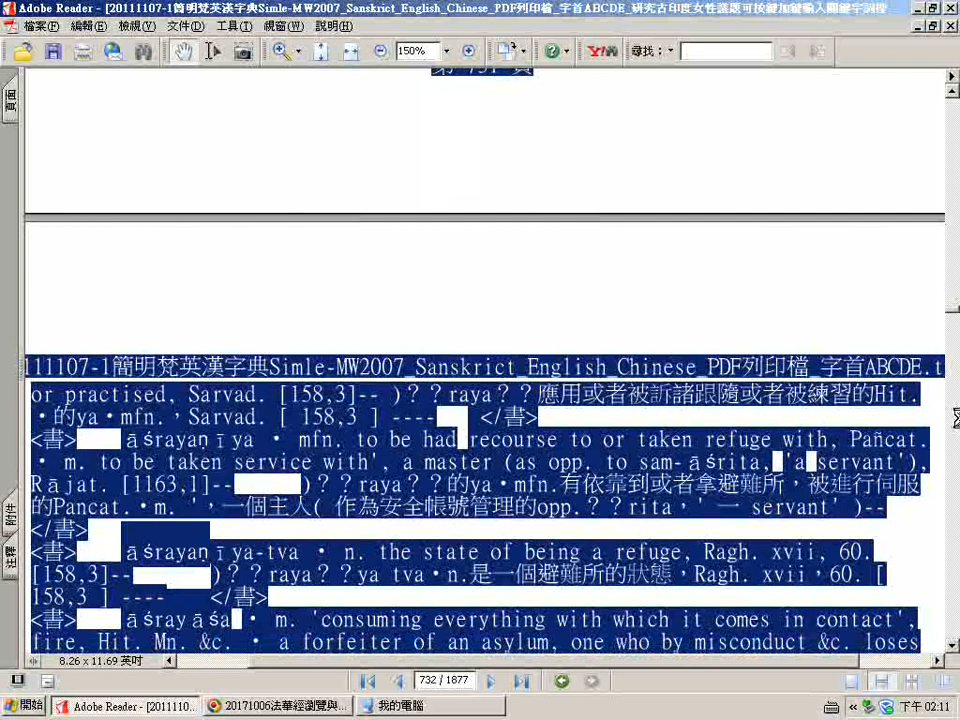 Adobe Reader - [20111107-1簡明梵英漢字典Simle-MW2007_Sanskrict_English_Chinese_PDF列印檔_字首ABCDE_研究古印度女性議題可按鍵加鍵輸入關鍵字詞搜
檔案(F) 編輯(E) 檢視(V) 文件(D) 工具(T) 視窗(W) 說明(H)
150% Y! 尋找:
頁面
第 731 頁
111107-1簡明梵英漢字典Simle-MW2007_Sanskrict_English_Chinese_PDF列印檔_字首ABCDE.t
or practised, Sarvad. [158,3]-- )??raya??應用或者被訴諸跟隨或者被練習的Hit.
·的ya·mfn.,Sarvad. [ 158,3 ] ---- </書>
<書> āśrayaṇīya · mfn. to be had recourse to or taken refuge with, Pañcat.
· m. to be taken service with', a master (as opp. to sam-āśrita, 'a servant'),
Rājat. [1163,1]-- )??raya??的ya·mfn.有依靠到或者拿避難所,被進行伺服
的Pancat.·m. ',一個主人( 作為安全帳號管理的opp.??rita, 一 servant' )--
</書>
<書> āśrayaṇīya-tva · n. the state of being a refuge, Ragh. xvii, 60.
[158,3]-- )??raya??ya tva·n.是一個避難所的狀態,Ragh. xvii,60. [
158,3 ] ---- </書>
<書> āśrayāśa · m. 'consuming everything with which it comes in contact',
fire, Hit. Mn. &c. · a forfeiter of an asylum, one who by misconduct &c. loses
附件
注釋
8.26 x 11.69 英吋
732 / 1877
開始 Adobe Reader - [2011110... 20171006法華經瀏覽與... 我的電腦 下午 02:11